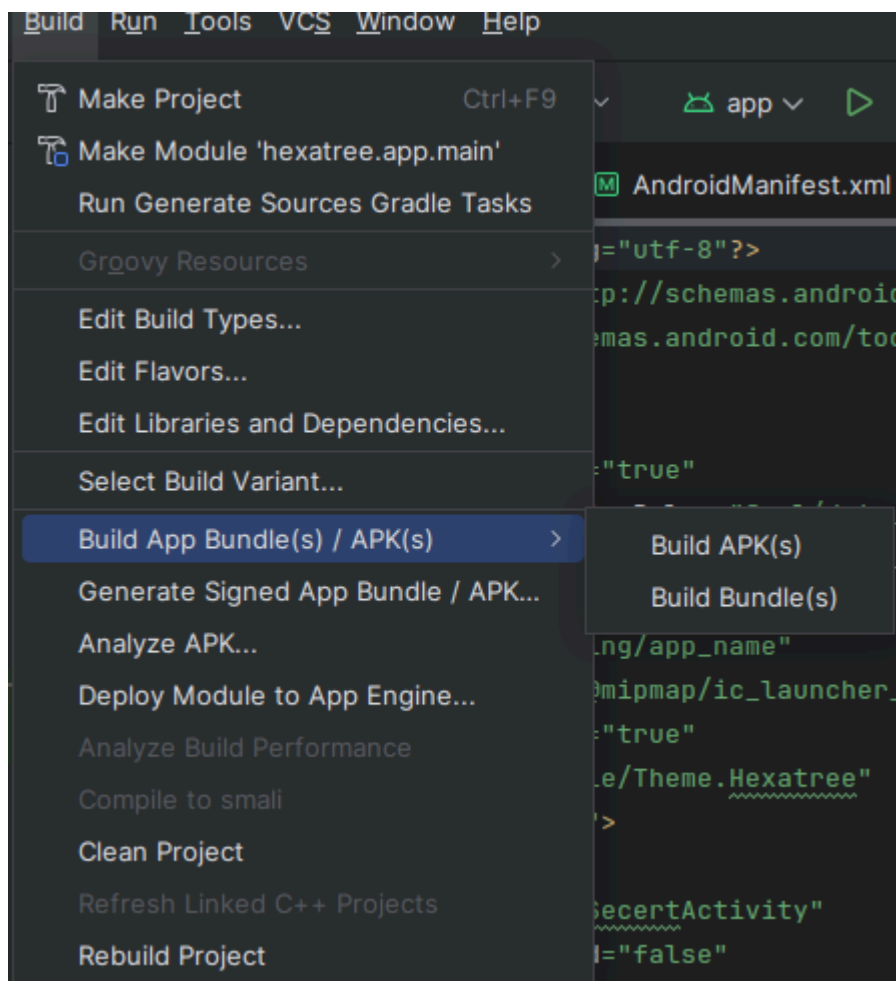 Build Run Tools VCS Window Help
Make Project Ctrl+F9
app
Make Module 'hexatree.app.main'
AndroidManifest.xml
Run Generate Sources Gradle Tasks
="utf-8"?>
Groovy Resources
tp://schemas.android
Edit Build Types...
emas.android.com/too
Edit Flavors...
Edit Libraries and Dependencies...
="true"
Select Build Variant...
Build App Bundle(s) / APK(s)
Build APK(s)
Generate Signed App Bundle / APK...
Build Bundle(s)
Analyze APK...
ng/app_name"
Deploy Module to App Engine...
@mipmap/ic_launcher_
="true"
Analyze Build Performance
le/Theme.Hexatree"
Compile to smali
">
Clean Project
Refresh Linked C++ Projects
SecertActivity"
Rebuild Project
="false"